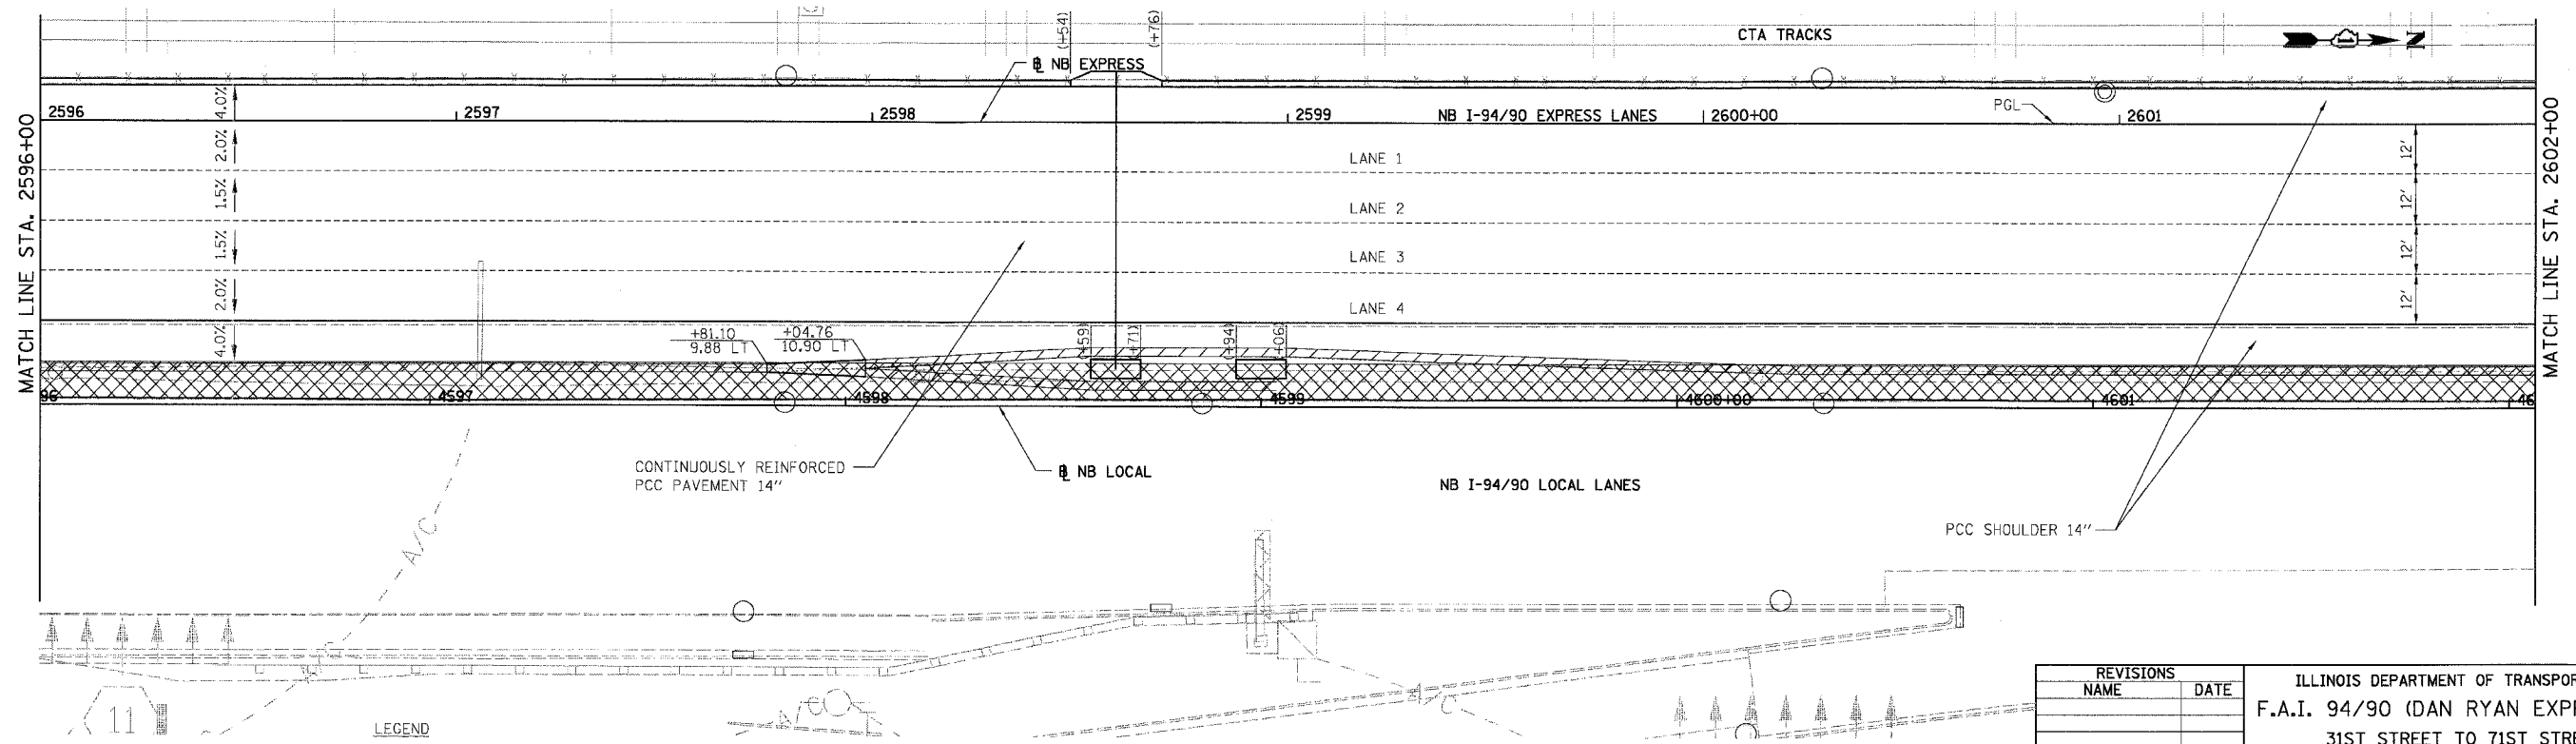 (+54)
(+76)
CTA TRACKS
N
℄ NB EXPRESS
MATCH LINE STA. 2596+00
4.0%
2596
2597
2598
2599
NB I-94/90 EXPRESS LANES
2600+00
PGL
2601
MATCH LINE STA. 2602+00
2.0%
LANE 1
12'
1.5%
LANE 2
12'
1.5%
LANE 3
12'
2.0%
LANE 4
12'
4.0%
+81.10
9.88 LT
+04.76
10.90 LT
(+59)
(+71)
(+94)
(+06)
96
4597
4598
4599
4600+00
4601
46
CONTINUOUSLY REINFORCED
PCC PAVEMENT 14"
℄ NB LOCAL
NB I-94/90 LOCAL LANES
PCC SHOULDER 14"
A/C
11
LEGEND
REVISIONS
NAME
DATE
ILLINOIS DEPARTMENT OF TRANSPOR
F.A.I. 94/90 (DAN RYAN EXP
31ST STREET TO 71ST STR